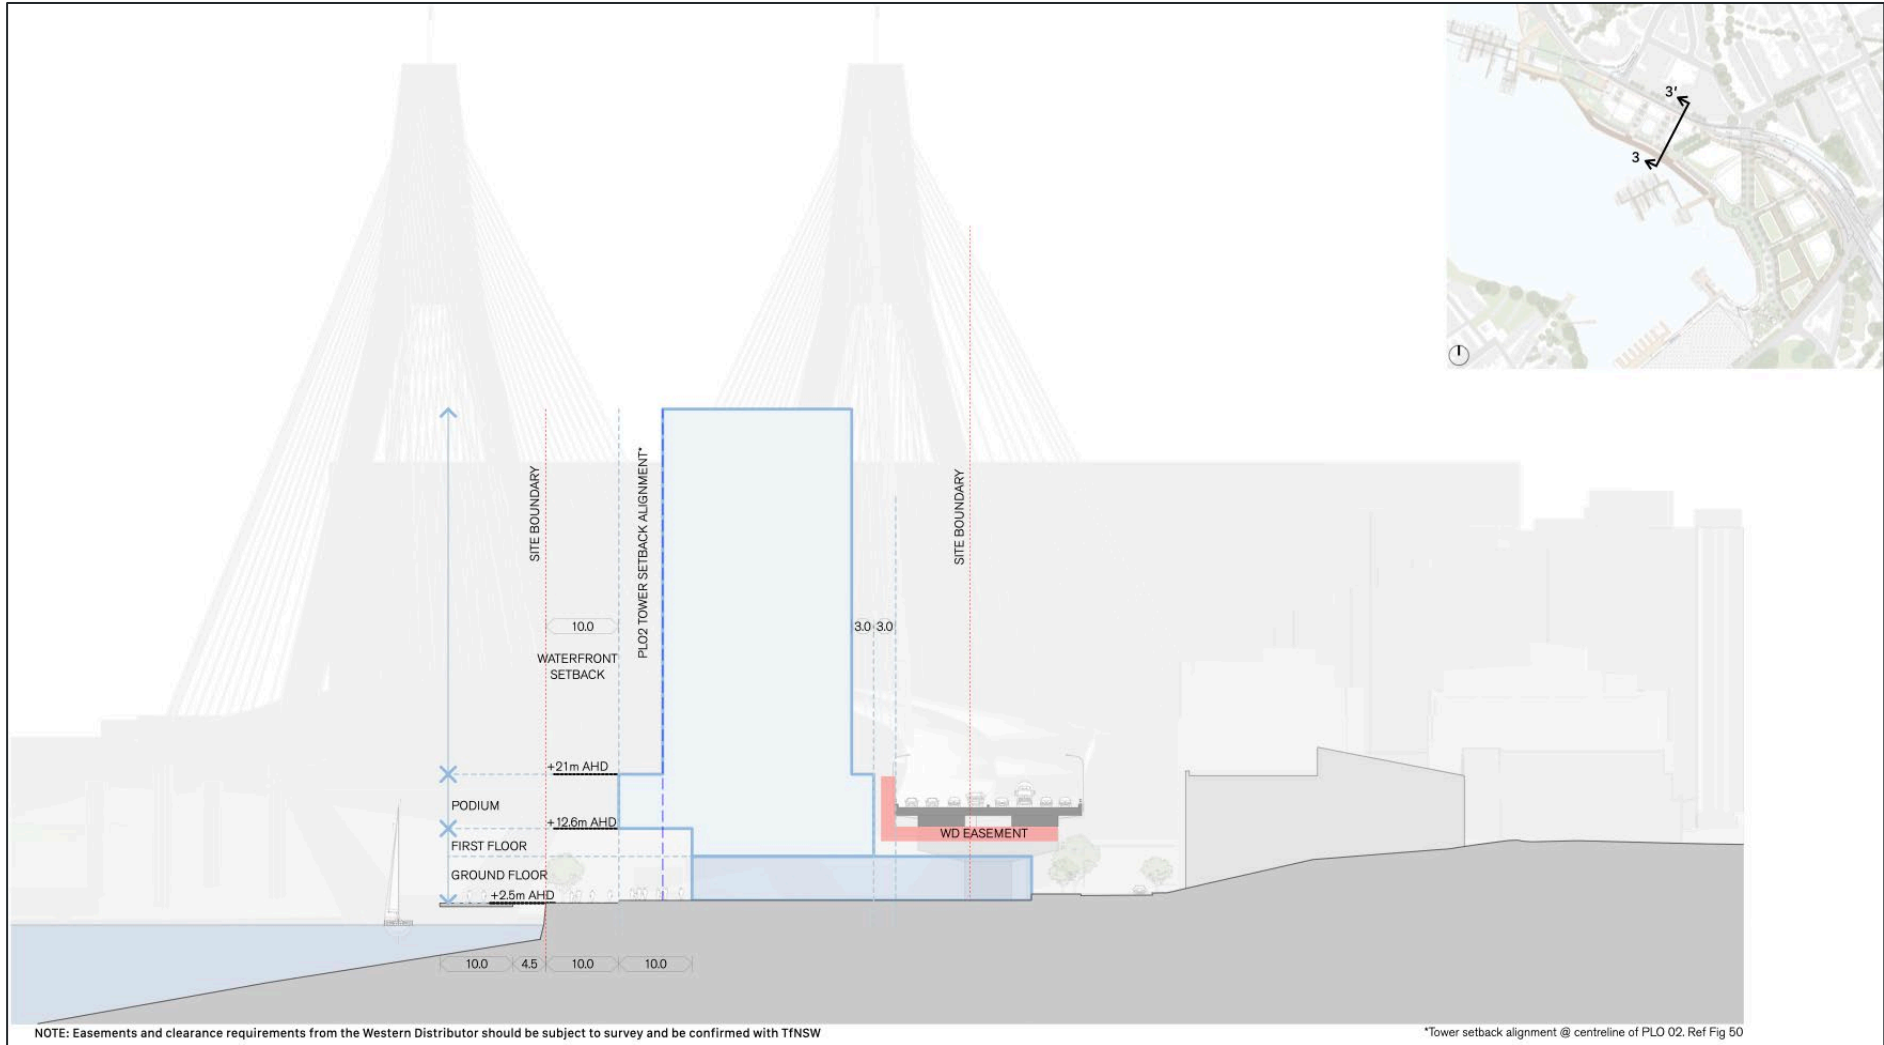 3'
3
SITE BOUNDARY
PLO2 TOWER SETBACK ALIGNMENT*
SITE BOUNDARY
10.0
3.0
3.0
WATERFRONT
SETBACK
+21m AHD
PODIUM
+12.6m AHD
WD EASEMENT
FIRST FLOOR
GROUND FLOOR
+2.5m AHD
10.0
4.5
10.0
10.0
NOTE: Easements and clearance requirements from the Western Distributor should be subject to survey and be confirmed with TfNSW
*Tower setback alignment @ centreline of PLO 02. Ref Fig 50